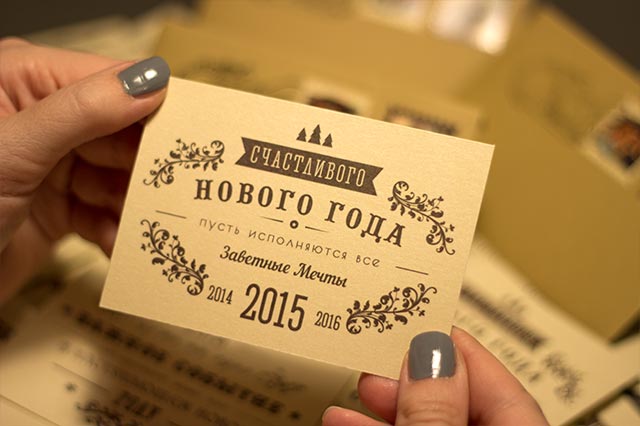 СЧАСТЛИВОГО
НОВОГО ГОДА
ПУСТЬ ИСПОЛНЯЮТСЯ ВСЕ
Заветные Мечты
2014 2015 2016